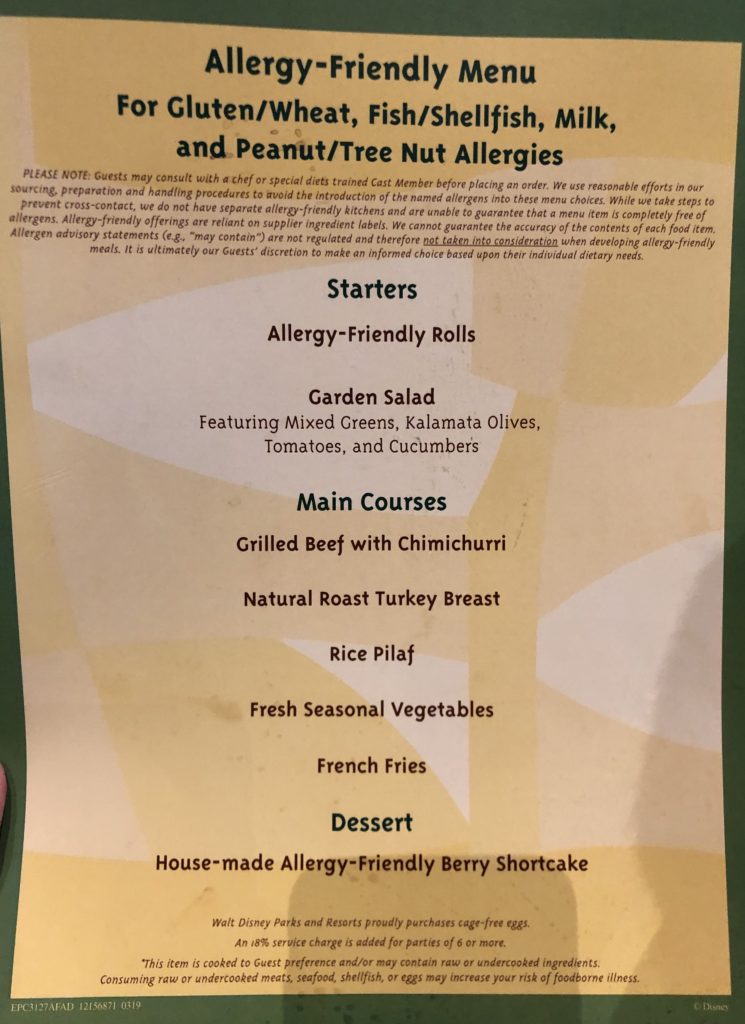 Allergy-Friendly Menu
For Gluten/Wheat, Fish/Shellfish, Milk,
and Peanut/Tree Nut Allergies
PLEASE NOTE: Guests may consult with a chef or special diets trained Cast Member before placing an order. We use reasonable efforts in our
sourcing, preparation and handling procedures to avoid the introduction of the named allergens into these menu choices. While we take steps to
prevent cross-contact, we do not have separate allergy-friendly kitchens and are unable to guarantee that a menu item is completely free of
allergens. Allergy-friendly offerings are reliant on supplier ingredient labels. We cannot guarantee the accuracy of the contents of each food item.
Allergen advisory statements (e.g., "may contain") are not regulated and therefore not taken into consideration when developing allergy-friendly
meals. It is ultimately our Guests' discretion to make an informed choice based upon their individual dietary needs.
Starters
Allergy-Friendly Rolls
Garden Salad
Featuring Mixed Greens, Kalamata Olives,
Tomatoes, and Cucumbers
Main Courses
Grilled Beef with Chimichurri
Natural Roast Turkey Breast
Rice Pilaf
Fresh Seasonal Vegetables
French Fries
Dessert
House-made Allergy-Friendly Berry Shortcake
Walt Disney Parks and Resorts proudly purchases cage-free eggs.
An 18% service charge is added for parties of 6 or more.
*This item is cooked to Guest preference and/or may contain raw or undercooked ingredients.
Consuming raw or undercooked meats, seafood, shellfish, or eggs may increase your risk of foodborne illness.
EPC3127AFAD 12156871 0319
© Disney